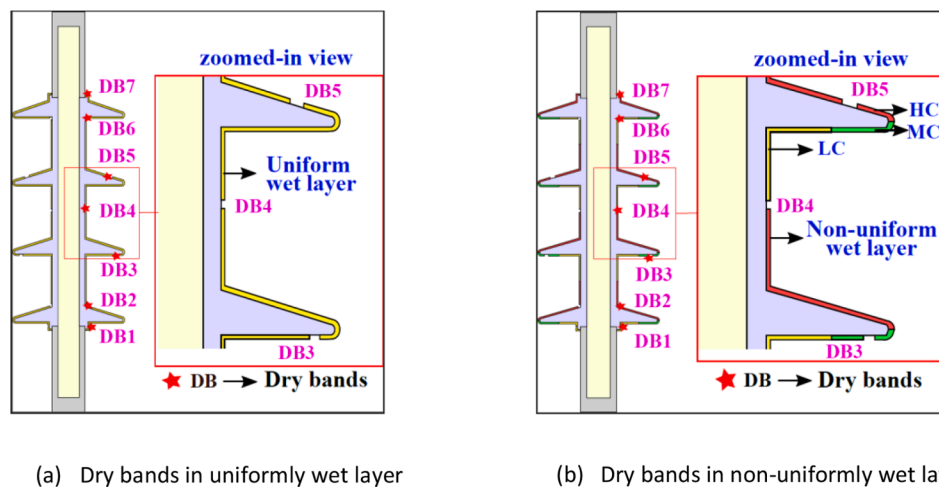 zoomed-in view
DB7
DB6
DB5
DB4
DB3
DB2
DB1
DB5
Uniform
wet layer
DB4
DB3
DB → Dry bands
(a) Dry bands in uniformly wet layer
zoomed-in view
DB7
DB6
DB5
DB4
DB3
DB2
DB1
DB5
HC
MC
LC
DB4
Non-uniform
wet layer
DB3
DB → Dry bands
(b) Dry bands in non-uniformly wet la